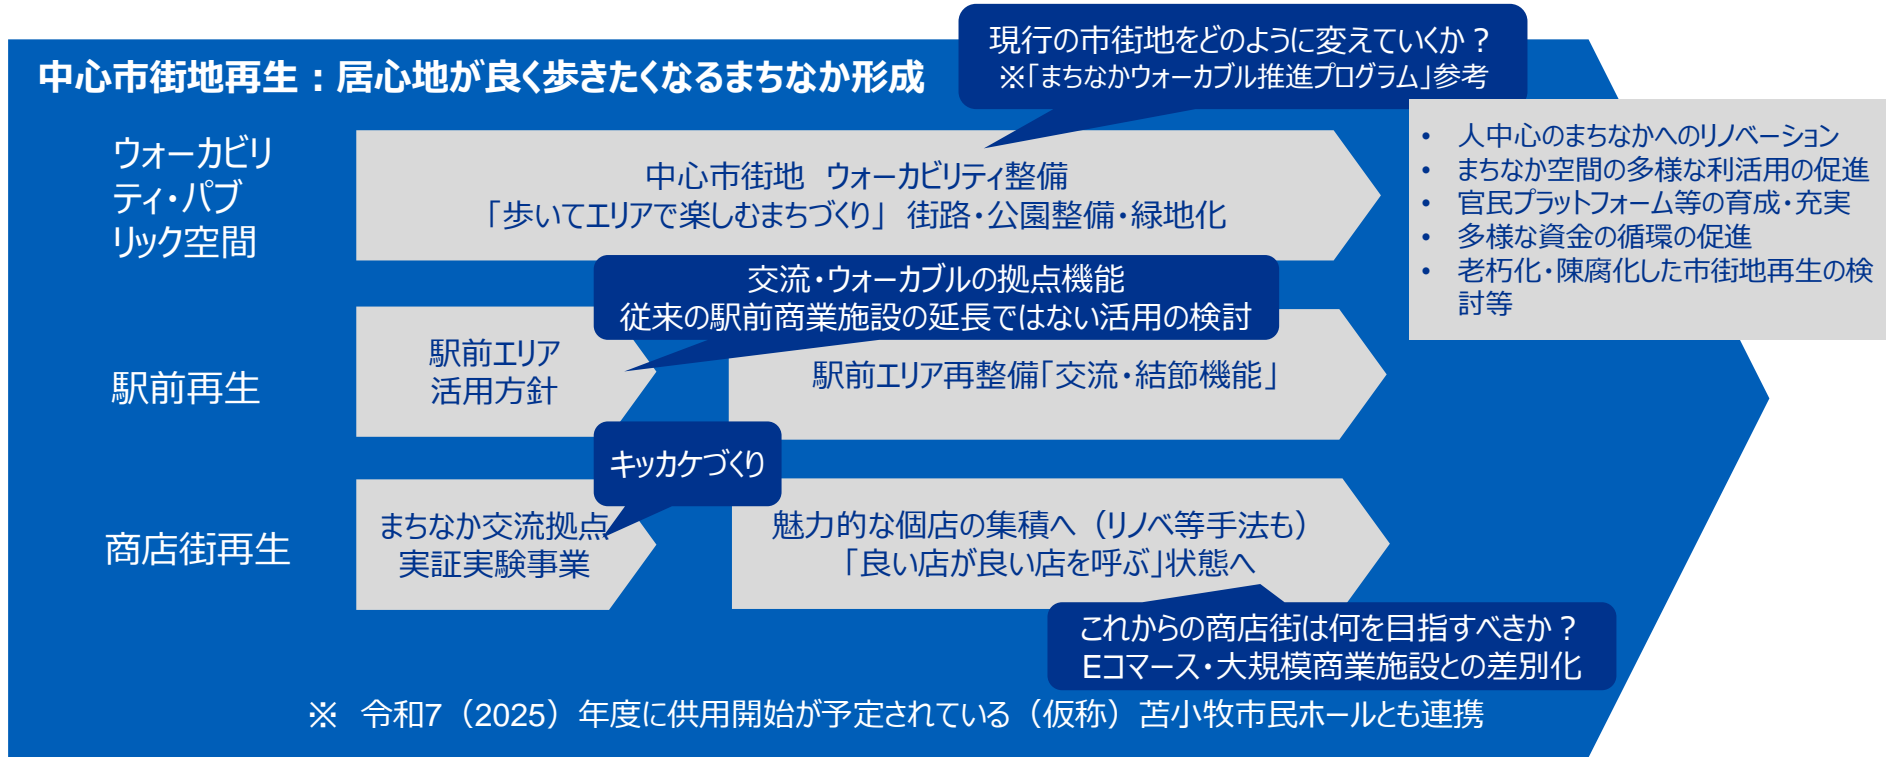 現行の市街地をどのように変えていくか？
※「まちなかウォーカブル推進プログラム」参考
中心市街地再生：居心地が良く歩きたくなるまちなか形成
ウォーカビリ
ティ・パブ
リック空間
中心市街地　ウォーカビリティ整備
「歩いてエリアで楽しむまちづくり」　街路・公園整備・緑地化
• 人中心のまちなかへのリノベーション
• まちなか空間の多様な利活用の促進
• 官民プラットフォーム等の育成・充実
• 多様な資金の循環の促進
• 老朽化・陳腐化した市街地再生の検
討等
交流・ウォーカブルの拠点機能
従来の駅前商業施設の延長ではない活用の検討
駅前再生
駅前エリア
活用方針
駅前エリア再整備「交流・結節機能」
キッカケづくり
商店街再生
まちなか交流拠点
実証実験事業
魅力的な個店の集積へ（リノベ等手法も）
「良い店が良い店を呼ぶ」状態へ
これからの商店街は何を目指すべきか？
Eコマース・大規模商業施設との差別化
※　令和7（2025）年度に供用開始が予定されている（仮称）苫小牧市民ホールとも連携